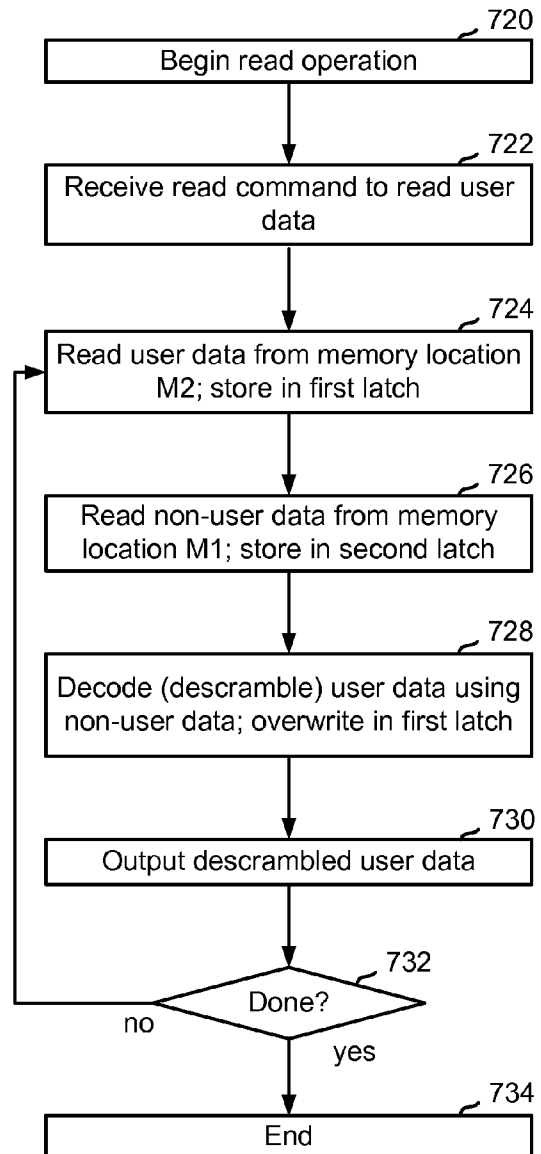 720
Begin read operation
722
Receive read command to read user
data
724
Read user data from memory location
M2; store in first latch
726
Read non-user data from memory
location M1; store in second latch
728
Decode (descramble) user data using
non-user data; overwrite in first latch
730
Output descrambled user data
732
Done?
no
yes
734
End